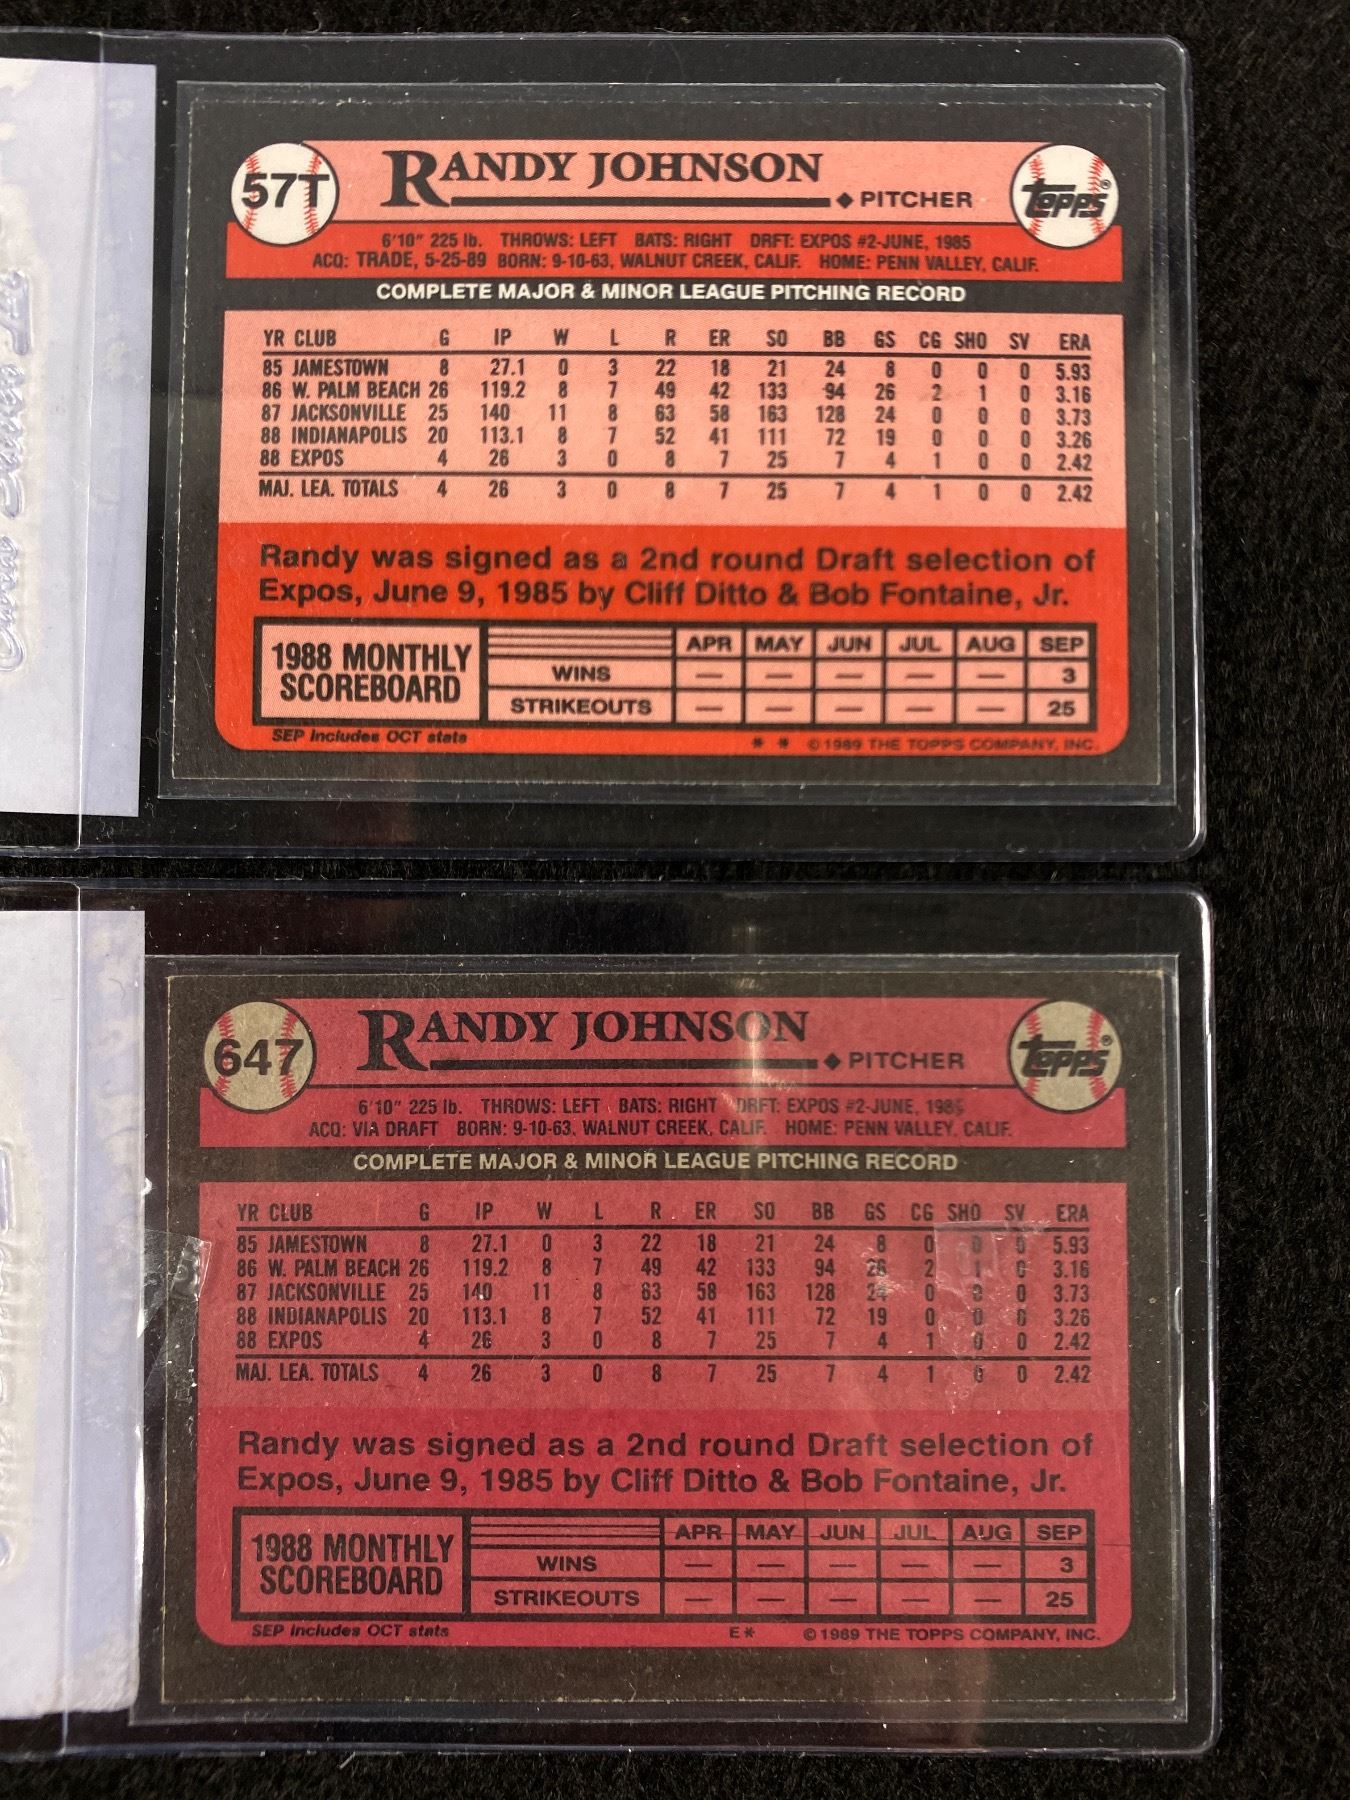 57T
RANDY JOHNSON
◆ PITCHER
topps®
6'10" 225 lb. THROWS: LEFT BATS: RIGHT DRFT: EXPOS #2-JUNE, 1985
ACQ: TRADE, 5-25-89 BORN: 9-10-63, WALNUT CREEK, CALIF. HOME: PENN VALLEY, CALIF.
COMPLETE MAJOR & MINOR LEAGUE PITCHING RECORD
YR CLUB G IP W L R ER SO BB GS CG SHO SV ERA
85 JAMESTOWN 8 27.1 0 3 22 18 21 24 8 0 0 0 5.93
86 W. PALM BEACH 26 119.2 8 7 49 42 133 94 26 2 1 0 3.16
87 JACKSONVILLE 25 140 11 8 63 58 163 128 24 0 0 0 3.73
88 INDIANAPOLIS 20 113.1 8 7 52 41 111 72 19 0 0 0 3.26
88 EXPOS 4 26 3 0 8 7 25 7 4 1 0 0 2.42
MAJ. LEA. TOTALS 4 26 3 0 8 7 25 7 4 1 0 0 2.42
Randy was signed as a 2nd round Draft selection of
Expos, June 9, 1985 by Cliff Ditto & Bob Fontaine, Jr.
1988 MONTHLY SCOREBOARD
APR MAY JUN JUL AUG SEP
WINS — — — — — 3
STRIKEOUTS — — — — — 25
SEP includes OCT stats
* * © 1989 THE TOPPS COMPANY, INC.
647
RANDY JOHNSON
◆ PITCHER
topps®
6'10" 225 lb. THROWS: LEFT BATS: RIGHT DRFT: EXPOS #2-JUNE, 1985
ACQ: VIA DRAFT BORN: 9-10-63, WALNUT CREEK, CALIF. HOME: PENN VALLEY, CALIF.
COMPLETE MAJOR & MINOR LEAGUE PITCHING RECORD
YR CLUB G IP W L R ER SO BB GS CG SHO SV ERA
85 JAMESTOWN 8 27.1 0 3 22 18 21 24 8 0 0 0 5.93
86 W. PALM BEACH 26 119.2 8 7 49 42 133 94 26 2 1 0 3.16
87 JACKSONVILLE 25 140 11 8 63 58 163 128 24 0 0 0 3.73
88 INDIANAPOLIS 20 113.1 8 7 52 41 111 72 19 0 0 0 3.26
88 EXPOS 4 26 3 0 8 7 25 7 4 1 0 0 2.42
MAJ. LEA. TOTALS 4 26 3 0 8 7 25 7 4 1 0 0 2.42
Randy was signed as a 2nd round Draft selection of
Expos, June 9, 1985 by Cliff Ditto & Bob Fontaine, Jr.
1988 MONTHLY SCOREBOARD
APR MAY JUN JUL AUG SEP
WINS — — — — — 3
STRIKEOUTS — — — — — 25
SEP includes OCT stats
E* © 1989 THE TOPPS COMPANY, INC.